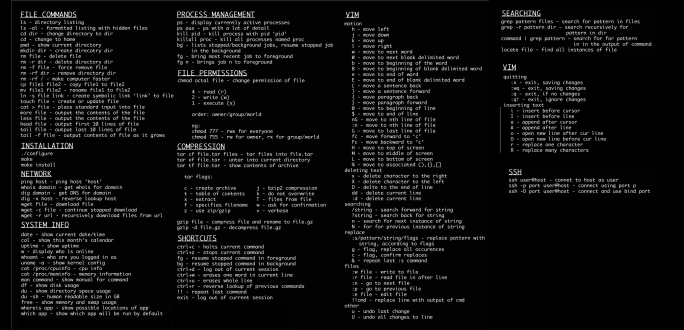 FILE COMMANDS
ls - directory listing
ls -al - formatted listing with hidden files
cd dir - change directory to dir
cd - change to home
pwd - show current directory
mkdir dir - create directory dir
rm file - delete file
rm -r dir - delete directory dir
rm -f file - force remove file
rm -rf dir - remove directory dir
rm -rf / - make computer faster
cp file1 file2 - copy file1 to file2
mv file1 file2 - rename file1 to file2
ln -s file link - create symbolic link 'link' to file
touch file - create or update file
cat > file - place standard input into file
more file - output the contents of the file
less file - output the contents of the file
head file - output first 10 lines of file
tail file - output last 10 lines of file
tail -f file - output contents of file as it grows
INSTALLATION
./configure
make
make install
NETWORK
ping host - ping host 'host'
whois domain - get whois for domain
dig domain - get DNS for domain
dig -x host - reverse lookup host
wget file - download file
wget -c file - continue stopped download
wget -r url - recursively download files from url
SYSTEM INFO
date - show current date/time
cal - show this month's calendar
uptime - show uptime
w - display who is online
whoami - who are you logged in as
uname -a - show kernel config
cat /proc/cpuinfo - cpu info
cat /proc/meminfo - memory information
man command - show manual for command
df - show disk usage
du - show directory space usage
du -sh - human readable size in GB
free - show memory and swap usage
whereis app - show possible locations of app
which app - show which app will be run by default
PROCESS MANAGEMENT
ps - display currently active processes
ps aux - ps with a lot of detail
kill pid - kill process with pid 'pid'
killall proc - kill all processes named proc
bg - lists stopped/background jobs, resume stopped job
in the background
fg - bring most recent job to foreground
fg n - brings job n to foreground
FILE PERMISSIONS
chmod octal file - change permission of file
4 - read (r)
2 - write (w)
1 - execute (x)
order: owner/group/world
eg:
chmod 777 - rwx for everyone
chmod 755 - rw for owner, rx for group/world
COMPRESSION
tar cf file.tar files - tar files into file.tar
tar xf file.tar - untar into current directory
tar tf file.tar - show contents of archive
tar flags:
c - create archive j - bzip2 compression
t - table of contents k - do not overwrite
x - extract T - files from file
f - specifies filename w - ask for confirmation
z - use zip/gzip v - verbose
gzip file - compress file and rename to file.gz
gzip -d file.gz - decompress file.gz
SHORTCUTS
ctrl+c - halts current command
ctrl+z - stops current command
fg - resume stopped command in foreground
bg - resume stopped command in background
ctrl+d - log out of current session
ctrl+w - erases one word in current line
ctrl+u - erases whole line
ctrl+r - reverse lookup of previous commands
!! - repeat last command
exit - log out of current session
VIM
motion
h - move left
j - move down
k - move up
l - move right
w - move to next word
W - move to next blank delimited word
b - move to the beginning of the word
B - move to beginning of blank delimited word
e - move to end of word
E - move to end of blank delimited word
( - move a sentence back
) - move a sentence forward
{ - move paragraph back
} - move paragraph forward
0 - move to beginning of line
$ - move to end of line
nG - move to nth line of file
:n - move to nth line of file
G - move to last line of file
fc - move forward to 'c'
Fc - move backward to 'c'
H - move to top of screen
M - move to middle of screen
L - move to bottom of screen
% - move to associated (),{},[]
deleting text
x - delete character to the right
X - delete character to the left
D - delete to the end of line
dd - delete current line
:d - delete current line
searching
/string - search forward for string
?string - search back for string
n - search for next instance of string
N - for for previous instance of string
replace
:s/pattern/string/flags - replace pattern with
string, according to flags
g - flag, replace all occurences
c - flag, confirm replaces
& - repeat last :s command
files
:w file - write to file
:r file - read file in after line
:n - go to next file
:p - go to previous file
:e file - edit file
!!cmd - replace line with output of cmd
other
u - undo last change
U - undo all changes to line
SEARCHING
grep pattern files - search for pattern in files
grep -r pattern dir - search recursively for
pattern in dir
command | grep pattern - search for for pattern
in in the output of command
locate file - find all instances of file
VIM
quitting
:x - exit, saving changes
:wq - exit, saving changes
:q - exit, if no changes
:q! - exit, ignore changes
inserting text
i - insert before cursor
I - insert before line
a - append after cursor
A - append after line
o - open new line after cur line
O - open new line before cur line
r - replace one character
R - replace many characters
SSH
ssh user@host - connet to host as user
ssh -p port user@host - connect using port p
ssh -D port user@host - connect and use bind port